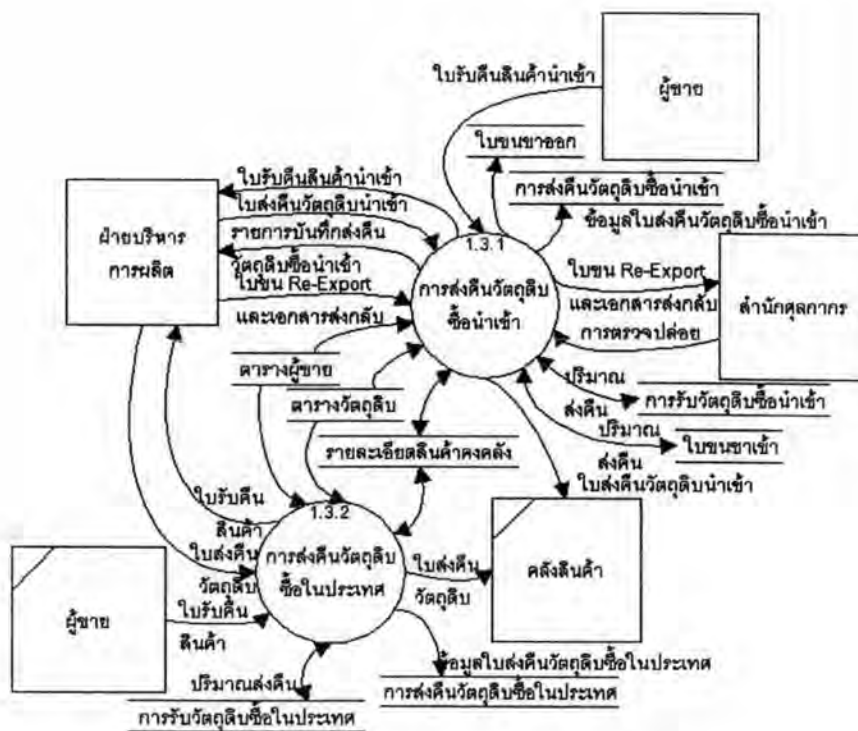 ใบรับคืนสินค้านำเข้า
ผู้ขาย
ใบขนขาออก
ใบรับคืนสินค้านำเข้า
การส่งคืนวัตถุดิบซื้อนำเข้า
ใบส่งคืนวัตถุดิบนำเข้า
ข้อมูลใบส่งคืนวัตถุดิบซื้อนำเข้า
ฝ่ายบริหาร
การผลิต
รายการบันทึกส่งคืน
วัตถุดิบซื้อนำเข้า
1.3.1
การส่งคืนวัตถุดิบ
ซื้อนำเข้า
ใบขน Re-Export
และเอกสารส่งกลับ
ใบขน Re-Export
และเอกสารส่งกลับ
การตรวจปล่อย
สำนักศุลกากร
ตารางผู้ขาย
ตารางวัตถุดิบ
ปริมาณ
ส่งคืน
การรับวัตถุดิบซื้อนำเข้า
ปริมาณ
ส่งคืน
ใบขนขาเข้า
รายละเอียดสินค้าคงคลัง
ใบส่งคืนวัตถุดิบนำเข้า
ใบรับคืน
สินค้า
1.3.2
การส่งคืนวัตถุดิบ
ซื้อในประเทศ
ใบส่งคืน
วัตถุดิบ
ใบส่งคืน
วัตถุดิบ
คลังสินค้า
ผู้ขาย
ใบรับคืน
สินค้า
ข้อมูลใบส่งคืนวัตถุดิบซื้อในประเทศ
การส่งคืนวัตถุดิบซื้อในประเทศ
ปริมาณส่งคืน
การรับวัตถุดิบซื้อในประเทศ